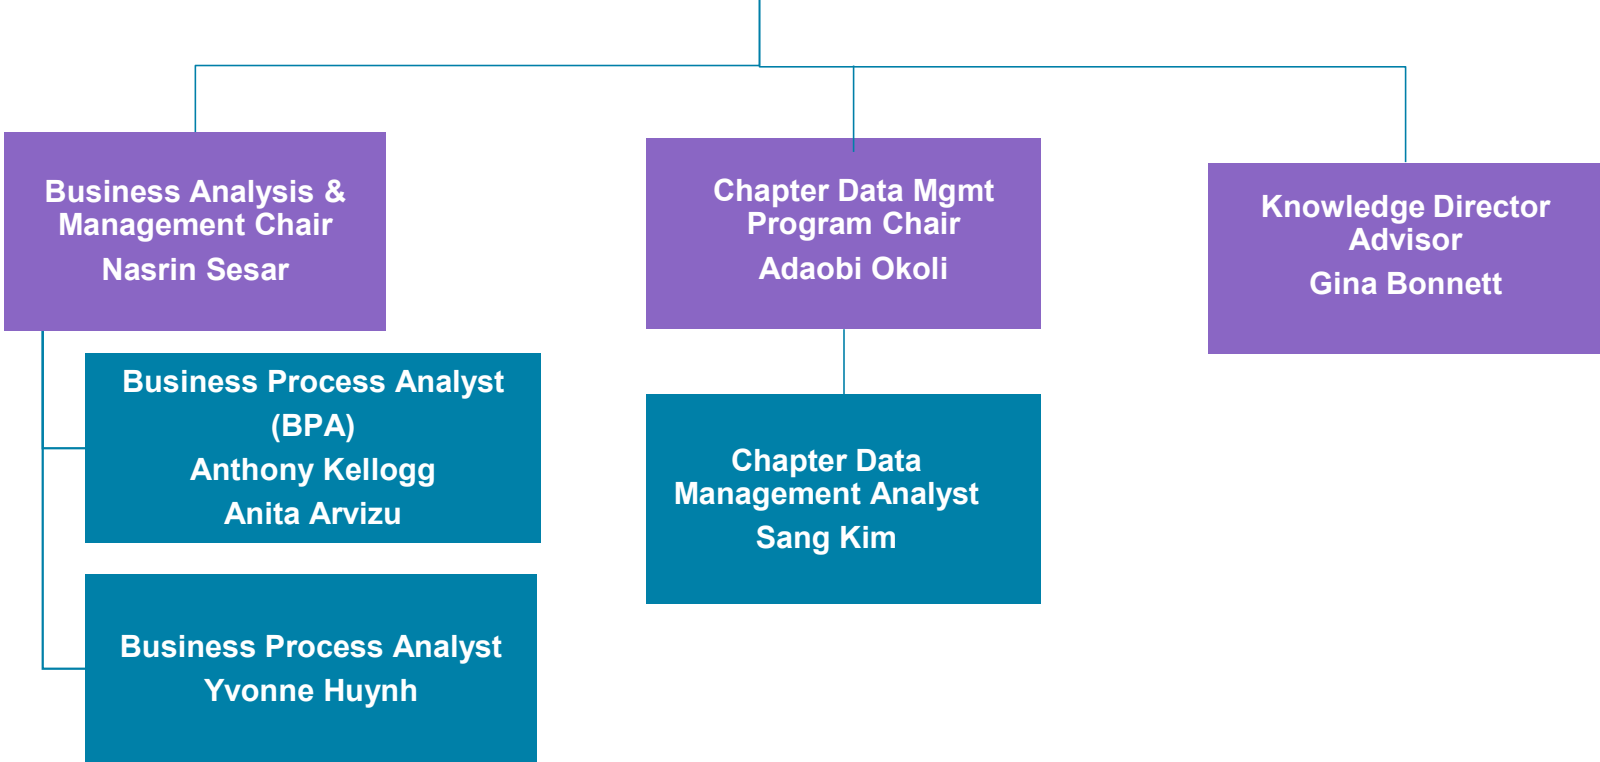 Business Analysis &
Management Chair
Nasrin Sesar
Chapter Data Mgmt
Program Chair
Adaobi Okoli
Knowledge Director
Advisor
Gina Bonnett
Business Process Analyst
(BPA)
Anthony Kellogg
Anita Arvizu
Chapter Data
Management Analyst
Sang Kim
Business Process Analyst
Yvonne Huynh